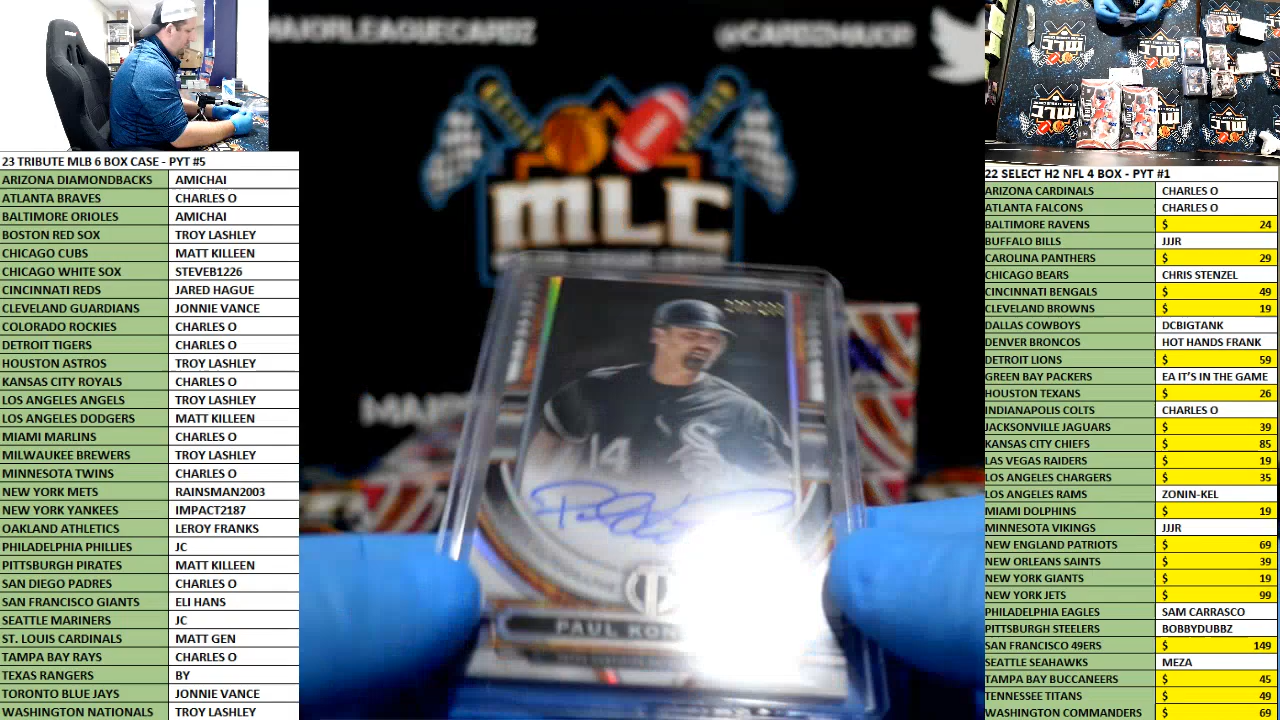 MAJORLEAGUECARDZ
@CARDZMAJOR
MLC
14
PAUL KON
23 TRIBUTE MLB 6 BOX CASE - PYT #5
ARIZONA DIAMONDBACKS AMICHAI
ATLANTA BRAVES CHARLES O
BALTIMORE ORIOLES AMICHAI
BOSTON RED SOX TROY LASHLEY
CHICAGO CUBS MATT KILLEEN
CHICAGO WHITE SOX STEVEB1226
CINCINNATI REDS JARED HAGUE
CLEVELAND GUARDIANS JONNIE VANCE
COLORADO ROCKIES CHARLES O
DETROIT TIGERS CHARLES O
HOUSTON ASTROS TROY LASHLEY
KANSAS CITY ROYALS CHARLES O
LOS ANGELES ANGELS TROY LASHLEY
LOS ANGELES DODGERS MATT KILLEEN
MIAMI MARLINS CHARLES O
MILWAUKEE BREWERS TROY LASHLEY
MINNESOTA TWINS CHARLES O
NEW YORK METS RAINSMAN2003
NEW YORK YANKEES IMPACT2187
OAKLAND ATHLETICS LEROY FRANKS
PHILADELPHIA PHILLIES JC
PITTSBURGH PIRATES MATT KILLEEN
SAN DIEGO PADRES CHARLES O
SAN FRANCISCO GIANTS ELI HANS
SEATTLE MARINERS JC
ST. LOUIS CARDINALS MATT GEN
TAMPA BAY RAYS CHARLES O
TEXAS RANGERS BY
TORONTO BLUE JAYS JONNIE VANCE
WASHINGTON NATIONALS TROY LASHLEY
22 SELECT H2 NFL 4 BOX - PYT #1
ARIZONA CARDINALS CHARLES O
ATLANTA FALCONS CHARLES O
BALTIMORE RAVENS $ 24
BUFFALO BILLS JJJR
CAROLINA PANTHERS $ 29
CHICAGO BEARS CHRIS STENZEL
CINCINNATI BENGALS $ 49
CLEVELAND BROWNS $ 19
DALLAS COWBOYS DCBIGTANK
DENVER BRONCOS HOT HANDS FRANK
DETROIT LIONS $ 59
GREEN BAY PACKERS EA IT'S IN THE GAME
HOUSTON TEXANS $ 26
INDIANAPOLIS COLTS CHARLES O
JACKSONVILLE JAGUARS $ 39
KANSAS CITY CHIEFS $ 85
LAS VEGAS RAIDERS $ 19
LOS ANGELES CHARGERS $ 35
LOS ANGELES RAMS ZONIN-KEL
MIAMI DOLPHINS $ 19
MINNESOTA VIKINGS JJJR
NEW ENGLAND PATRIOTS $ 69
NEW ORLEANS SAINTS $ 39
NEW YORK GIANTS $ 19
NEW YORK JETS $ 99
PHILADELPHIA EAGLES SAM CARRASCO
PITTSBURGH STEELERS BOBBYDUBBZ
SAN FRANCISCO 49ERS $ 149
SEATTLE SEAHAWKS MEZA
TAMPA BAY BUCCANEERS $ 45
TENNESSEE TITANS $ 49
WASHINGTON COMMANDERS $ 69